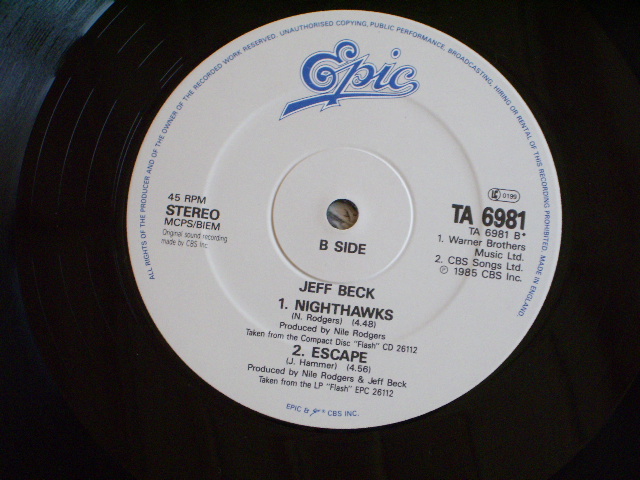 ALL RIGHTS OF THE PRODUCER AND OF THE OWNER OF THE RECORDED WORK RESERVED. UNAUTHORISED COPYING, PUBLIC PERFORMANCE, BROADCASTING, HIRING OR RENTAL OF THIS RECORDING PROHIBITED. MADE IN ENGLAND.
Epic
45 RPM
STEREO
MCPS/BIEM
Original sound recording
made by CBS Inc.
B SIDE
LC 0199
TA 6981
TA 6981 B*
1. Warner Brothers
Music Ltd.
2. CBS Songs Ltd.
℗ 1985 CBS Inc.
JEFF BECK
1. NIGHTHAWKS
(N. Rodgers) (4.48)
Produced by Nile Rodgers
Taken from the Compact Disc "Flash" CD 26112
2. ESCAPE
(J. Hammer) (4.56)
Produced by Nile Rodgers & Jeff Beck
Taken from the LP "Flash" EPC 26112
EPIC & CBS INC.